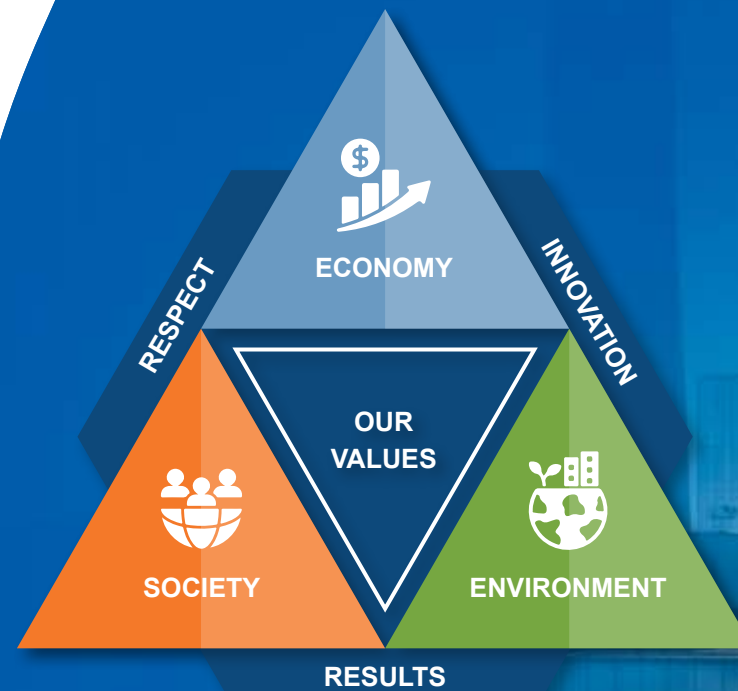 $
ECONOMY
RESPECT
INNOVATION
OUR
VALUES
SOCIETY
ENVIRONMENT
RESULTS